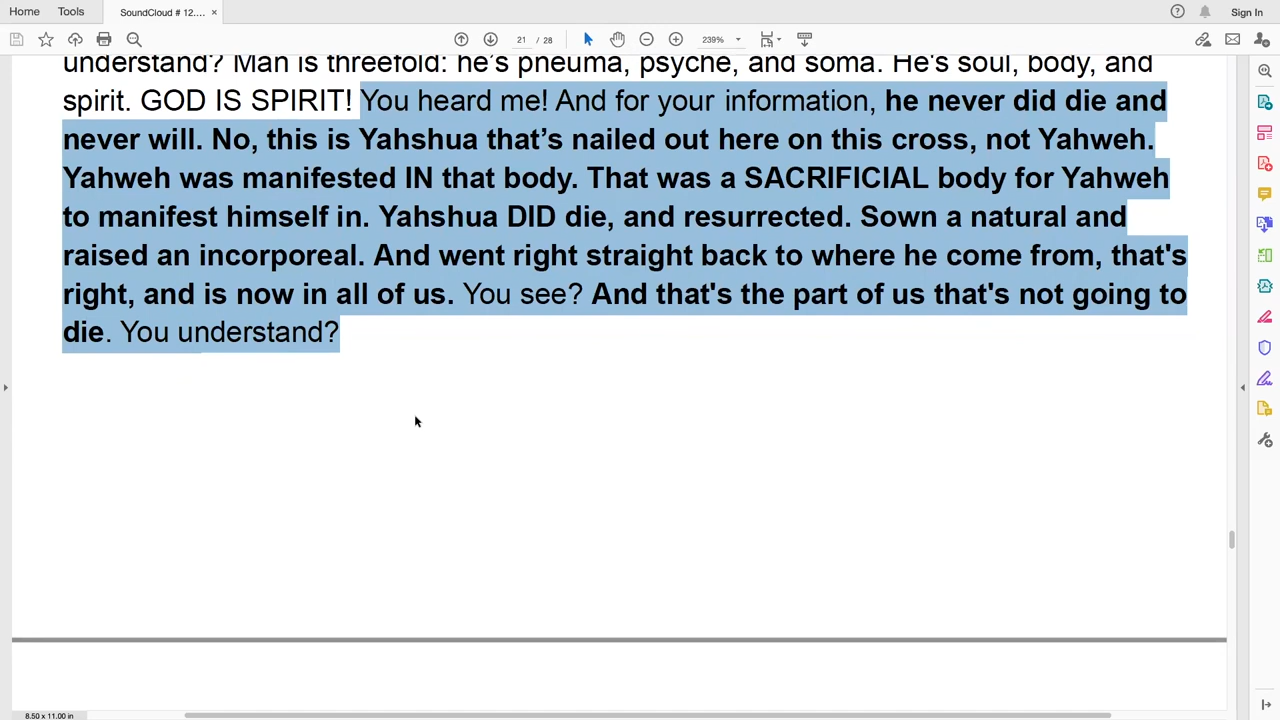 Home Tools SoundCloud # 12.... × Sign In
21 / 28 239%
understand? Man is threefold: he's pneuma, psyche, and soma. He's soul, body, and
spirit. GOD IS SPIRIT! You heard me! And for your information, he never did die and
never will. No, this is Yahshua that’s nailed out here on this cross, not Yahweh.
Yahweh was manifested IN that body. That was a SACRIFICIAL body for Yahweh
to manifest himself in. Yahshua DID die, and resurrected. Sown a natural and
raised an incorporeal. And went right straight back to where he come from, that's
right, and is now in all of us. You see? And that's the part of us that's not going to
die. You understand?
8.50 x 11.00 in